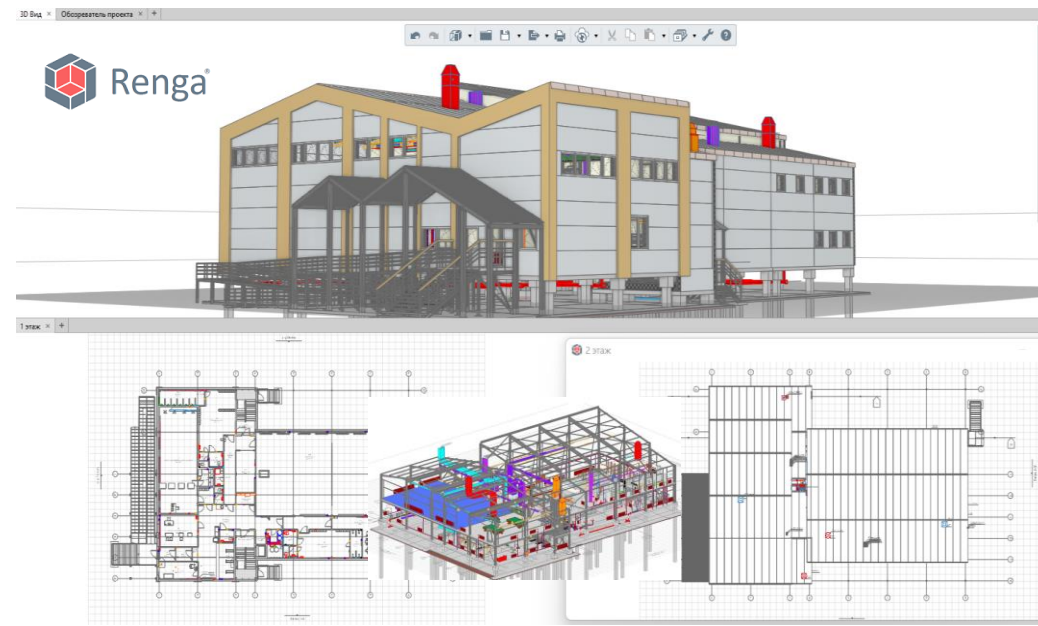 3D Вид
Обозреватель проекта
Renga
1 этаж
2 этаж